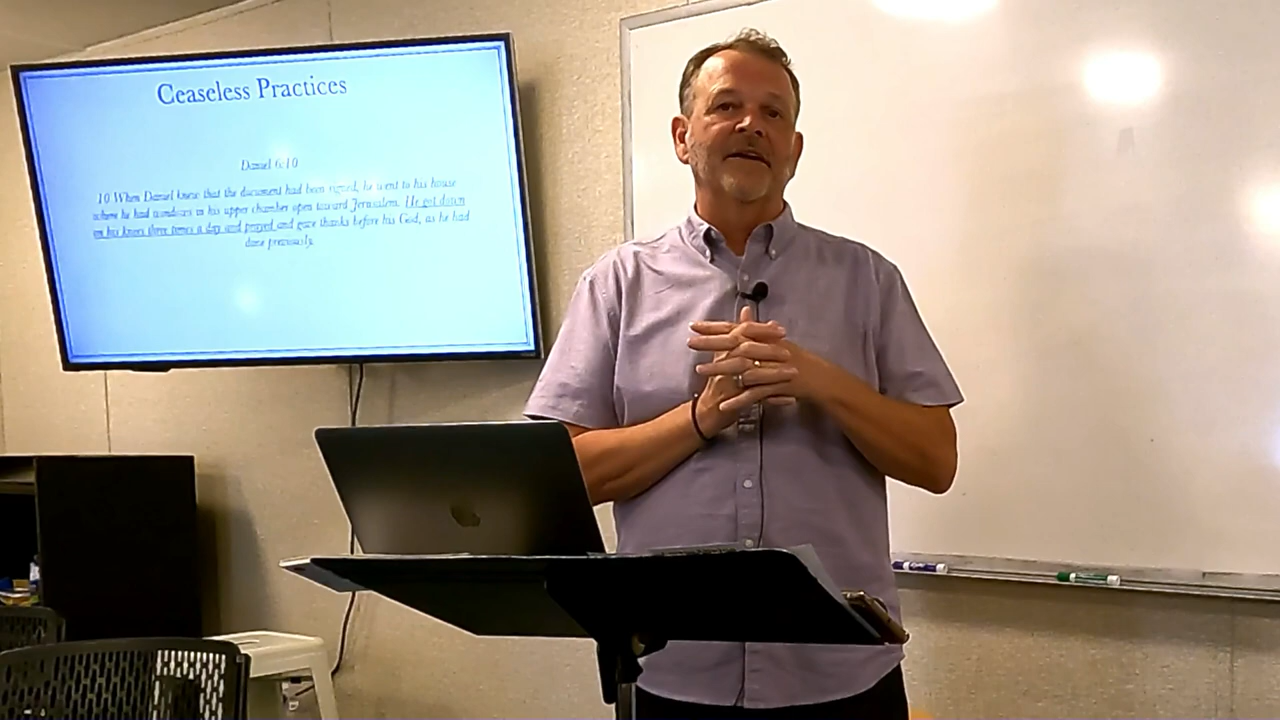 Ceaseless Practices
Daniel 6:10
10 When Daniel knew that the document had been signed, he went to his house
where he had windows in his upper chamber open toward Jerusalem. He got down
on his knees three times a day and prayed and gave thanks before his God, as he had
done previously.